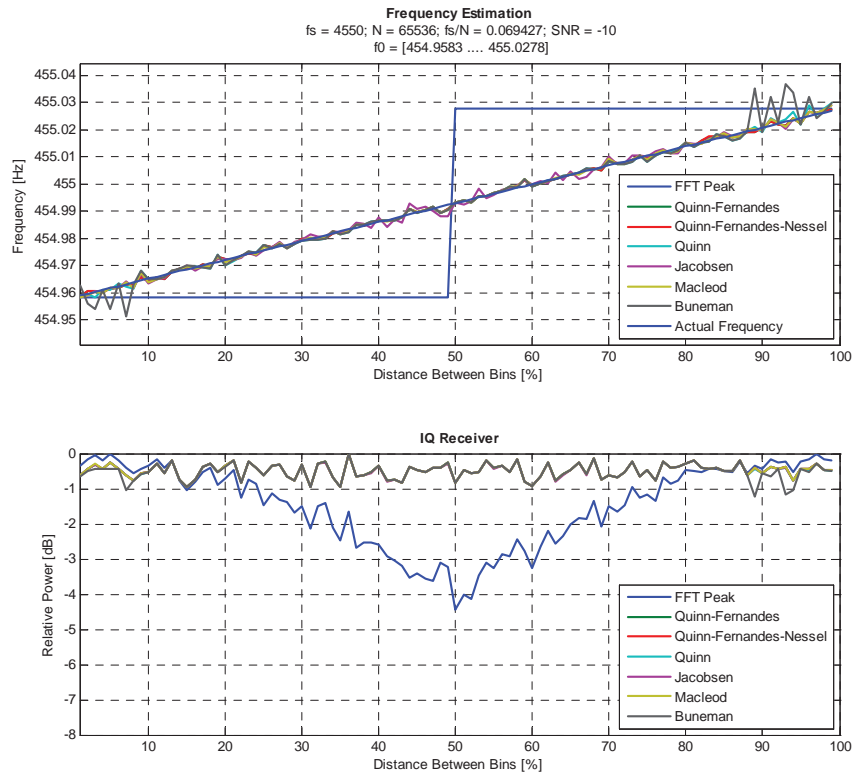 Frequency Estimation
fs = 4550; N = 65536; fs/N = 0.069427; SNR = -10
f0 = [454.9583 .... 455.0278]
455.04
455.03
455.02
455.01
455
454.99
454.98
454.97
454.96
454.95
Frequency [Hz]
FFT Peak
Quinn-Fernandes
Quinn-Fernandes-Nessel
Quinn
Jacobsen
Macleod
Buneman
Actual Frequency
10 20 30 40 50 60 70 80 90 100
Distance Between Bins [%]
IQ Receiver
0
-1
-2
-3
-4
-5
-6
-7
-8
Relative Power [dB]
FFT Peak
Quinn-Fernandes
Quinn-Fernandes-Nessel
Quinn
Jacobsen
Macleod
Buneman
10 20 30 40 50 60 70 80 90 100
Distance Between Bins [%]